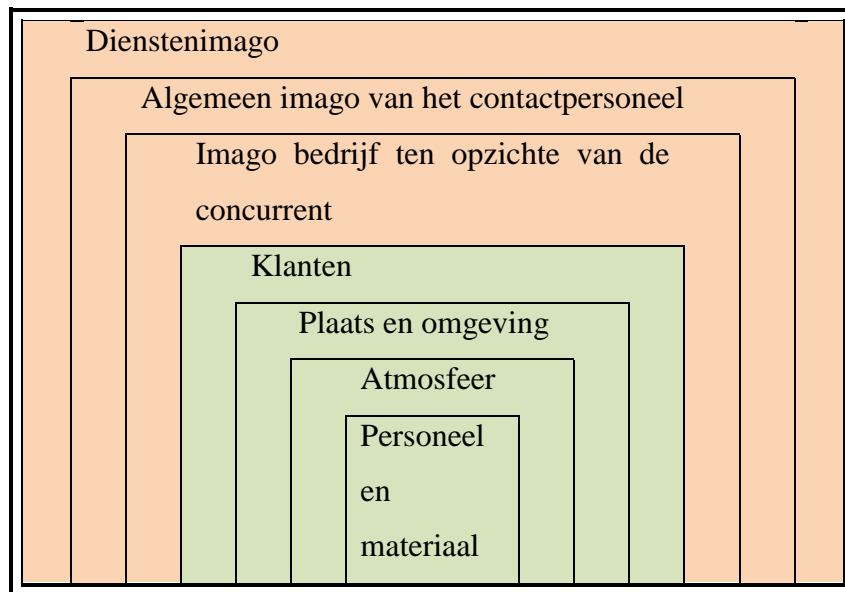 Dienstenimago
Algemeen imago van het contactpersoneel
Imago bedrijf ten opzichte van de
concurrent
Klanten
Plaats en omgeving
Atmosfeer
Personeel
en
materiaal